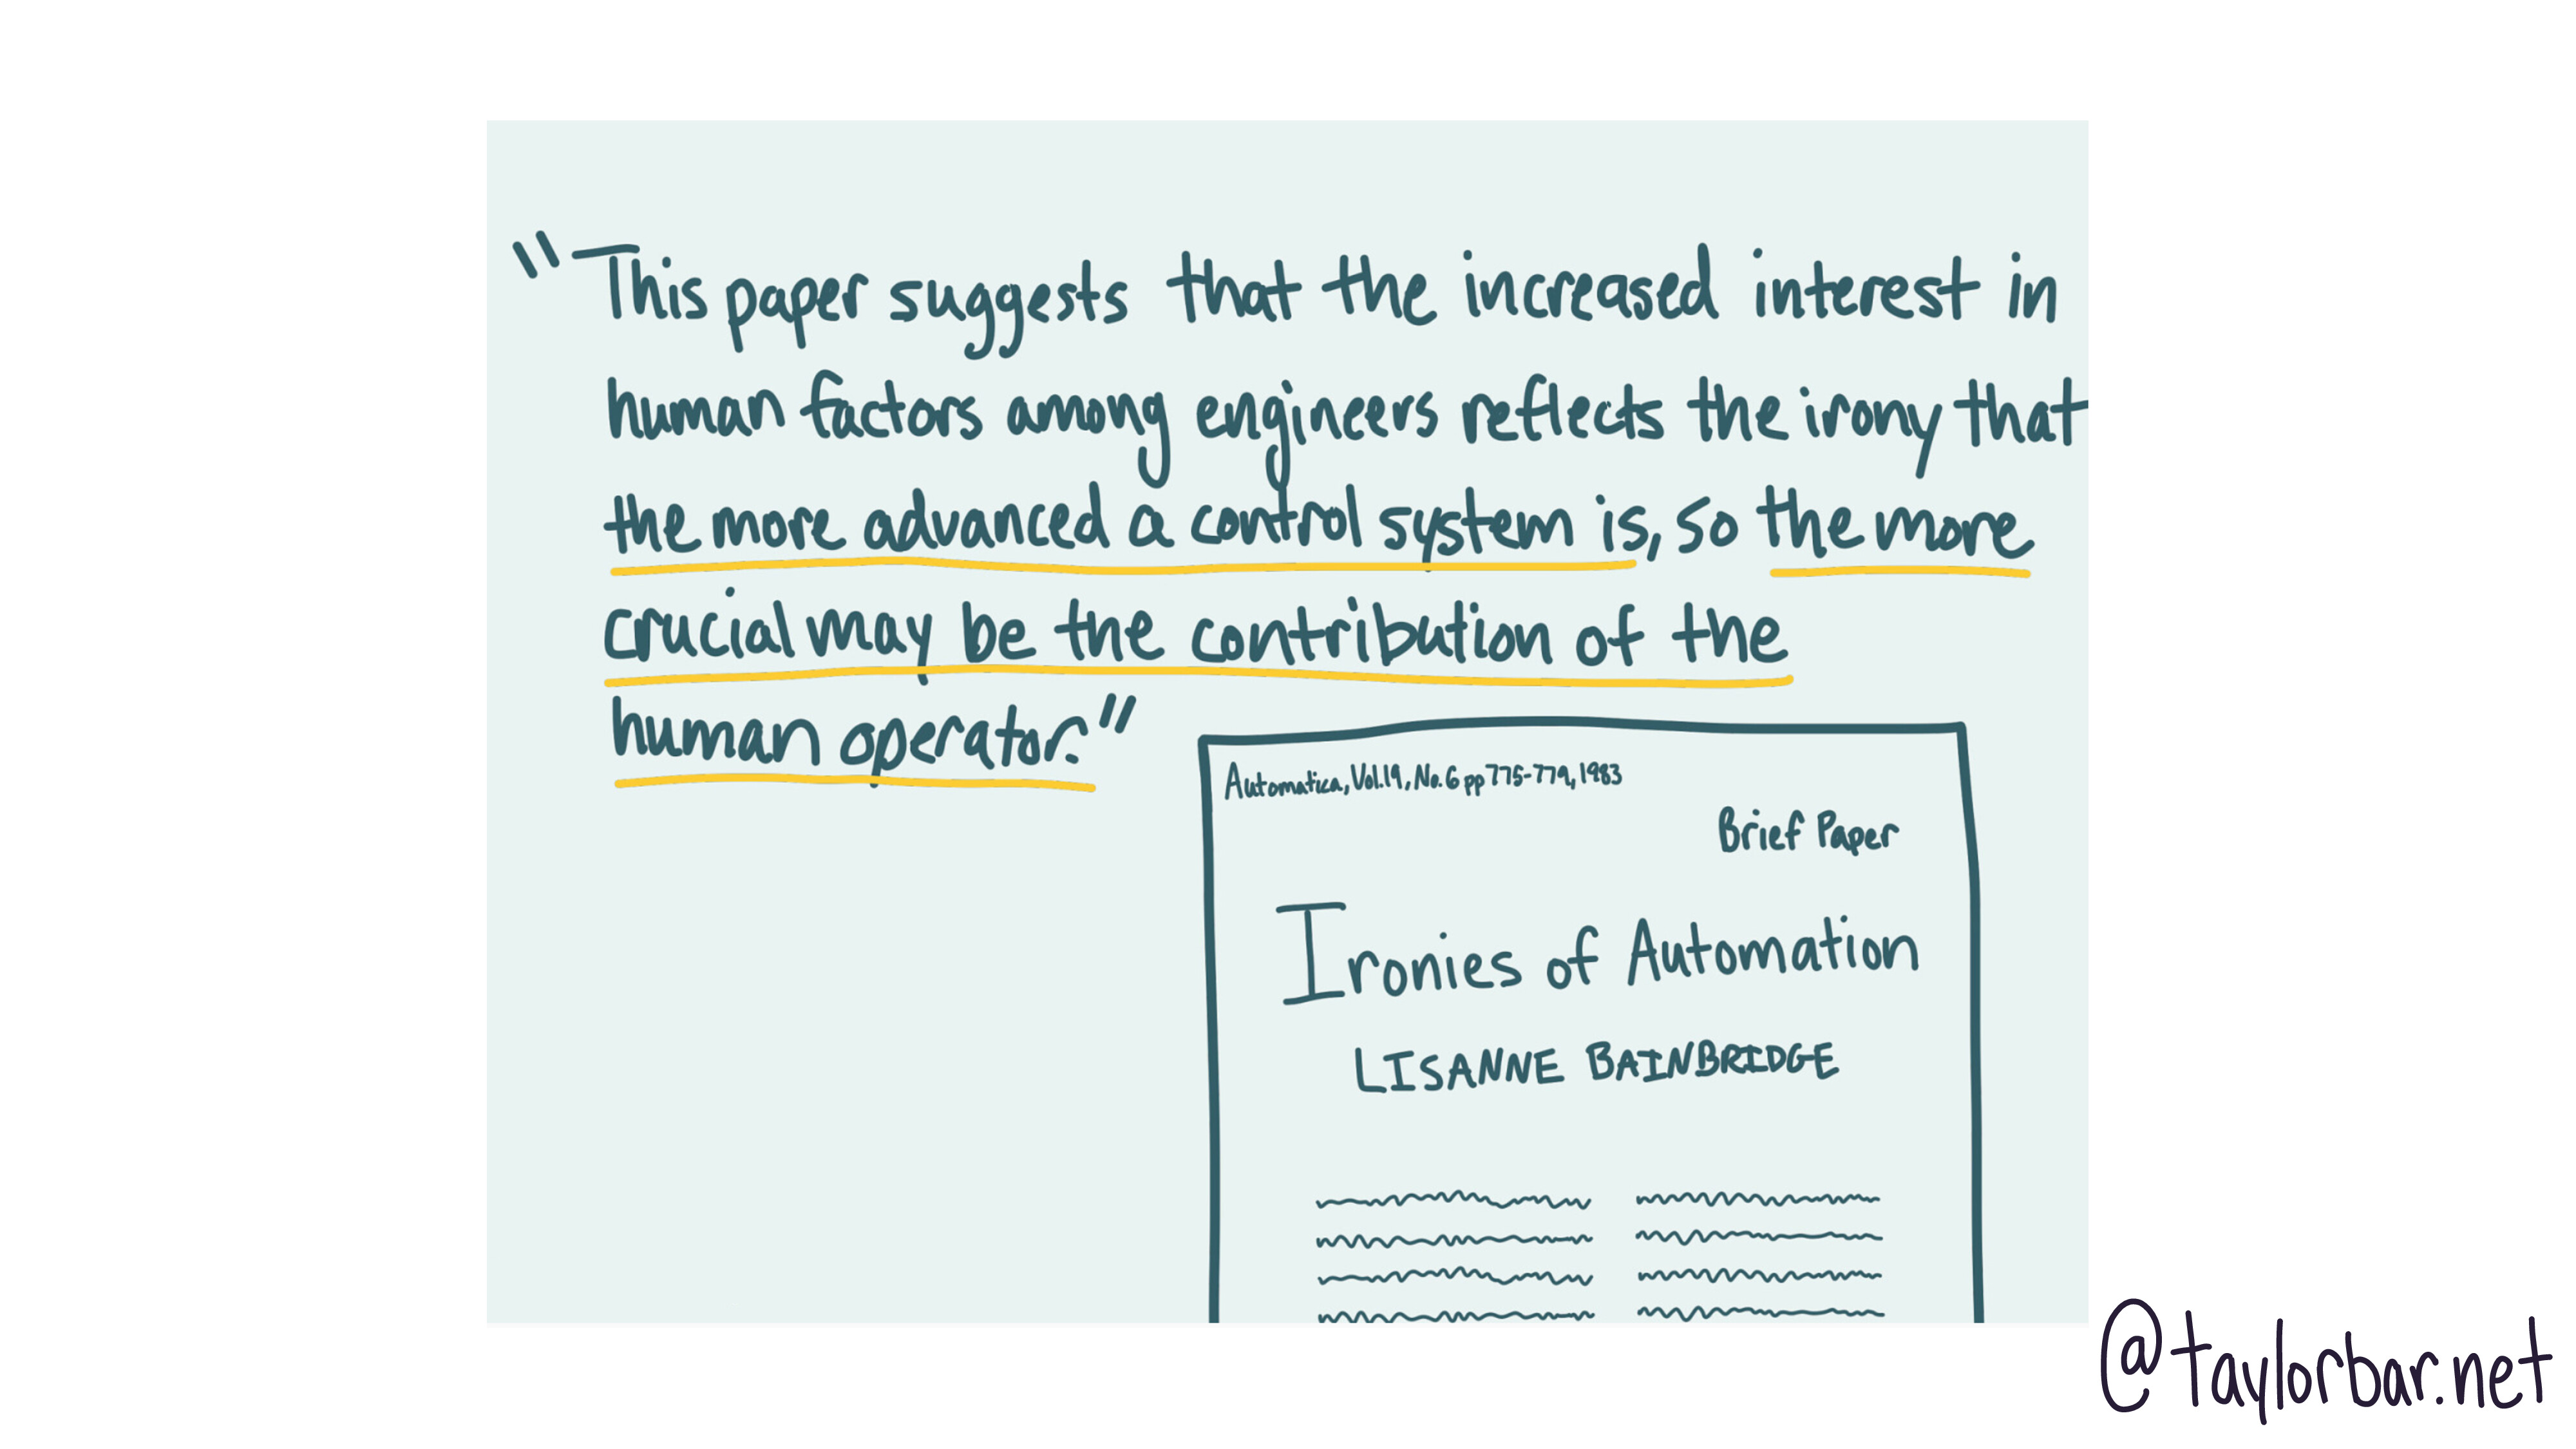 "This paper suggests that the increased interest in
human factors among engineers reflects the irony that
the more advanced a control system is, so the more
crucial may be the contribution of the
human operator."
Automatica, Vol.19, No.6 pp 775-779, 1983
Brief Paper
Ironies of Automation
LISANNE BAINBRIDGE
@taylorbar.net